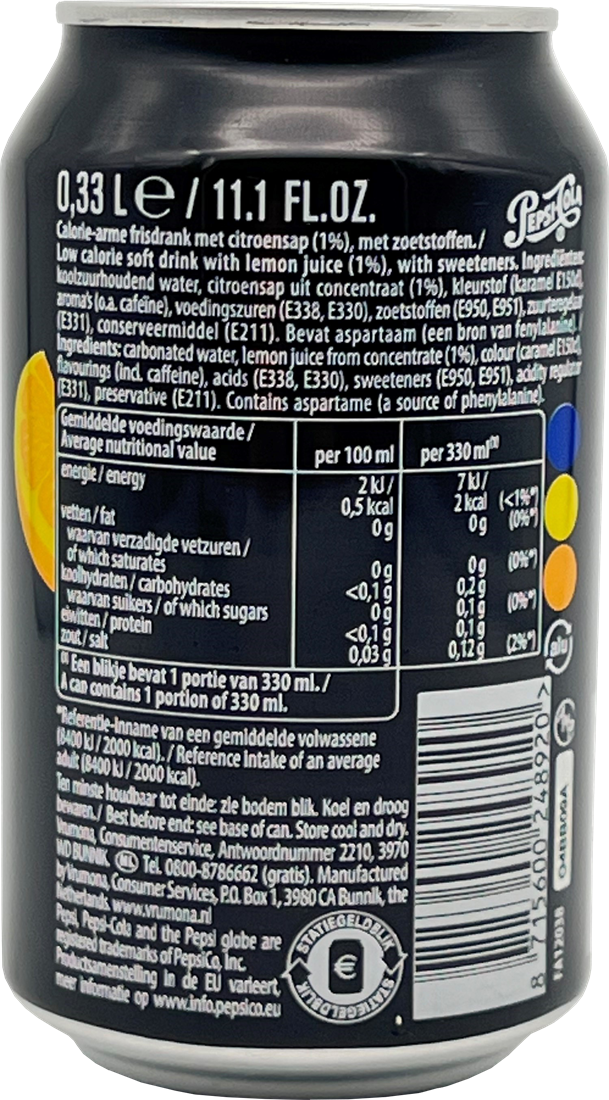 0,33 L e / 11.1 FL.OZ.
PEPSI-COLA
Calorie-arme frisdrank met citroensap (1%), met zoetstoffen./
Low calorie soft drink with lemon juice (1%), with sweeteners. Ingrediënten:
koolzuurhoudend water, citroensap uit concentraat (1%), kleurstof (karamel E150d),
aroma's (o.a. cafeïne), voedingszuren (E338, E330), zoetstoffen (E950, E951), zuurteregelaar
(E331), conserveermiddel (E211). Bevat aspartaam (een bron van fenylalanine). /
Ingredients: carbonated water, lemon juice from concentrate (1%), colour (caramel E150d),
flavourings (incl. caffeine), acids (E338, E330), sweeteners (E950, E951), acidity regulator
(E331), preservative (E211). Contains aspartame (a source of phenylalanine).
Gemiddelde voedingswaarde /
Average nutritional value per 100 ml per 330 ml(1)
energie / energy 2 kJ / 7 kJ /
0,5 kcal 2 kcal (<1%*)
vetten / fat 0 g 0 g (0%*)
waarvan verzadigde vetzuren /
of which saturates 0 g 0 g (0%*)
koolhydraten / carbohydrates <0,1 g 0,2 g
waarvan suikers / of which sugars 0 g 0,1 g (0%*)
eiwitten / protein <0,1 g 0,1 g
zout / salt 0,03 g 0,12 g (2%*)
(1) Een blikje bevat 1 portie van 330 ml. /
A can contains 1 portion of 330 ml.
*Referentie-inname van een gemiddelde volwassene
(8400 kJ / 2000 kcal). / Reference intake of an average
adult (8400 kJ / 2000 kcal).
Ten minste houdbaar tot einde: zie bodem blik. Koel en droog
bewaren. / Best before end: see base of can. Store cool and dry.
Vrumona, Consumentenservice, Antwoordnummer 2210, 3970
WD BUNNIK. NL Tel. 0800-8786662 (gratis). Manufactured
by Vrumona, Consumer Services, P.O. Box 1, 3980 CA Bunnik, the
Netherlands. www.vrumona.nl
Pepsi, Pepsi-Cola and the Pepsi globe are
registered trademarks of PepsiCo, Inc.
Productsamenstelling in de EU varieert,
meer informatie op www.info.pepsico.eu
STATIEGELDBLIK
€
STATIEGELDBLIK
alu
8 715600 248920 >
04BB09A
FA12038